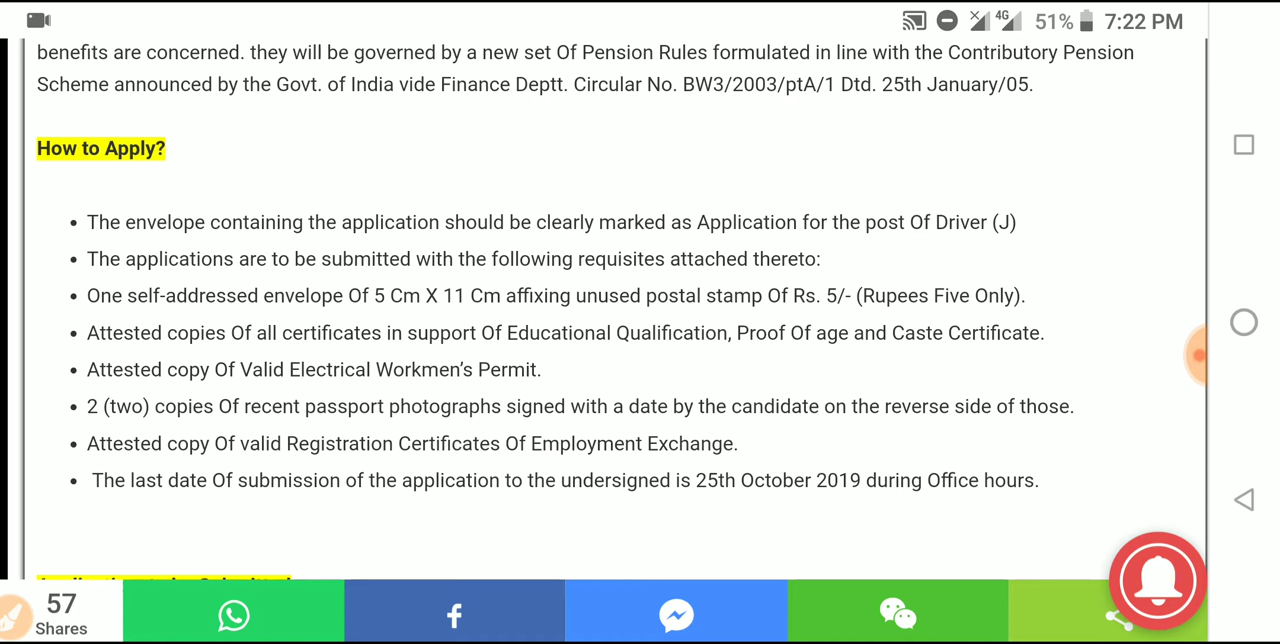 4G 51% 7:22 PM
benefits are concerned. they will be governed by a new set Of Pension Rules formulated in line with the Contributory Pension
Scheme announced by the Govt. of India vide Finance Deptt. Circular No. BW3/2003/ptA/1 Dtd. 25th January/05.
How to Apply?
• The envelope containing the application should be clearly marked as Application for the post Of Driver (J)
• The applications are to be submitted with the following requisites attached thereto:
• One self-addressed envelope Of 5 Cm X 11 Cm affixing unused postal stamp Of Rs. 5/- (Rupees Five Only).
• Attested copies Of all certificates in support Of Educational Qualification, Proof Of age and Caste Certificate.
• Attested copy Of Valid Electrical Workmen’s Permit.
• 2 (two) copies Of recent passport photographs signed with a date by the candidate on the reverse side of those.
• Attested copy Of valid Registration Certificates Of Employment Exchange.
• The last date Of submission of the application to the undersigned is 25th October 2019 during Office hours.
57
Shares